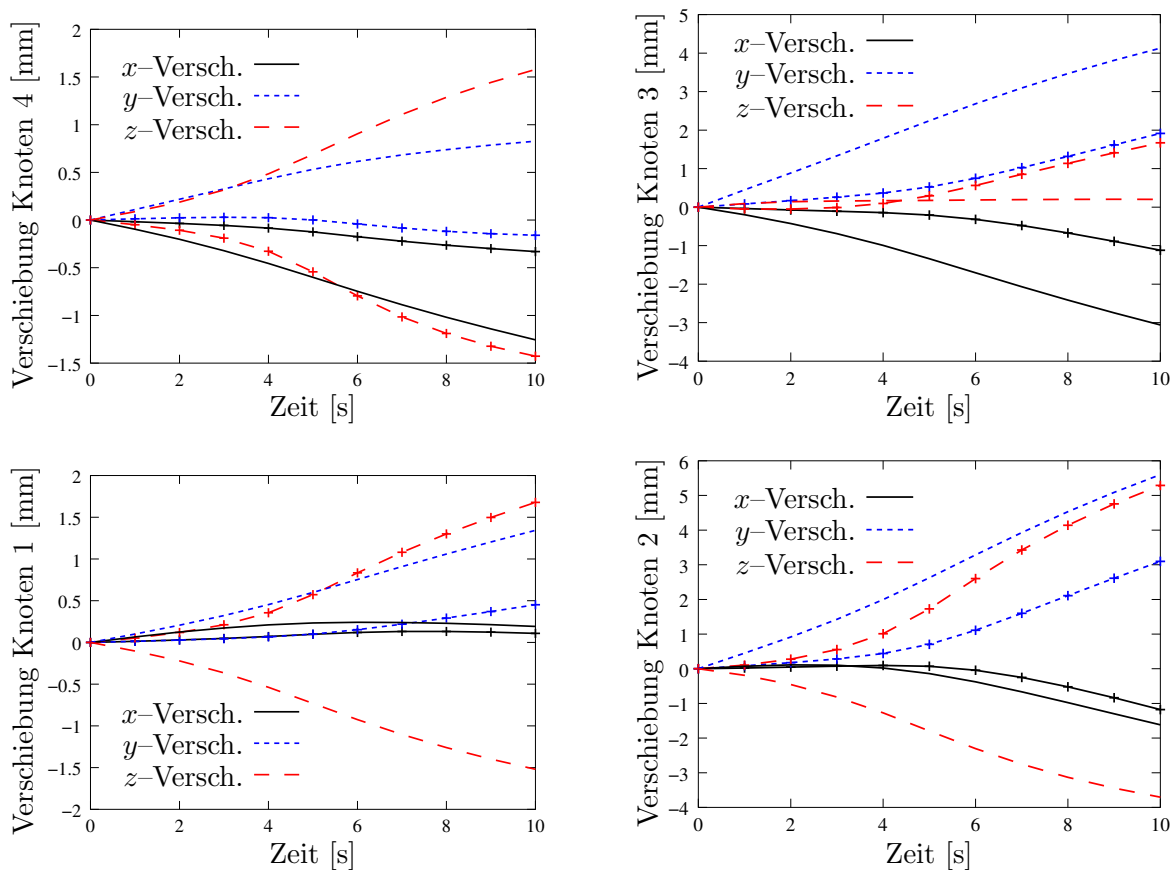 Verschiebung Knoten 4 [mm]
2
1.5
1
0.5
0
−0.5
−1
−1.5
x–Versch.
y–Versch.
z–Versch.
0 2 4 6 8 10
Zeit [s]
Verschiebung Knoten 3 [mm]
5
4
3
2
1
0
−1
−2
−3
−4
x–Versch.
y–Versch.
z–Versch.
0 2 4 6 8 10
Zeit [s]
Verschiebung Knoten 1 [mm]
2
1.5
1
0.5
0
−0.5
−1
−1.5
−2
x–Versch.
y–Versch.
z–Versch.
0 2 4 6 8 10
Zeit [s]
Verschiebung Knoten 2 [mm]
6
5
4
3
2
1
0
−1
−2
−3
−4
x–Versch.
y–Versch.
z–Versch.
0 2 4 6 8 10
Zeit [s]